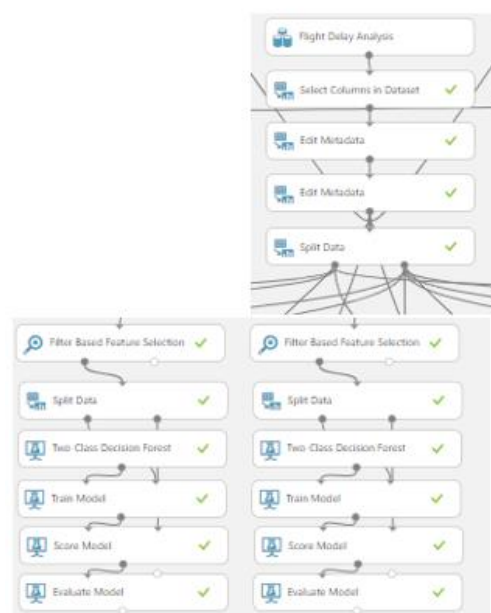 Flight Delay Analysis
Select Columns in Dataset
Edit Metadata
Edit Metadata
Split Data
Filter Based Feature Selection
Filter Based Feature Selection
Split Data
Split Data
Two-Class Decision Forest
Two-Class Decision Forest
Train Model
Train Model
Score Model
Score Model
Evaluate Model
Evaluate Model